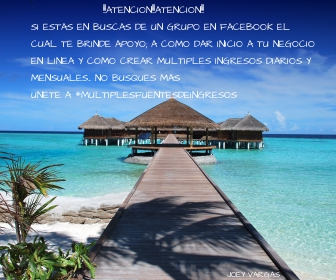 ¡¡ATENCION!!ATENCION!!
SI ESTAS EN BUSCAS DE UN GRUPO EN FACEBOOK EL
CUAL TE BRINDE APOYO; A COMO DAR INICIO A TU NEGOCIO
EN LINEA Y COMO CREAR MULTIPLES INGRESOS DIARIOS Y
MENSUALES.. NO BUSQUES MAS
ÚNETE A #MULTIPLESFUENTESDEINGRESOS
JOEY VARGAS